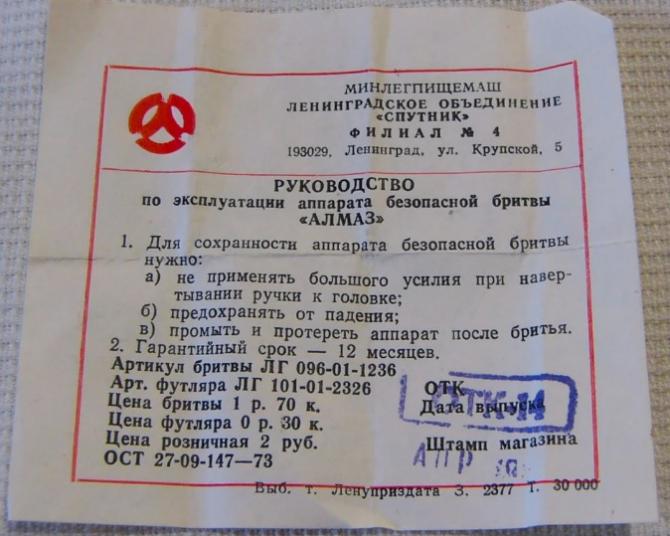 МИНЛЕГПИЩЕМАШ
ЛЕНИНГРАДСКОЕ ОБЪЕДИНЕНИЕ
«СПУТНИК»
ФИЛИАЛ № 4
193029, Ленинград, ул. Крупской, 5
РУКОВОДСТВО
по эксплуатации аппарата безопасной бритвы
«АЛМАЗ»
1. Для сохранности аппарата безопасной бритвы
нужно:
а) не применять большого усилия при навер-
тывании ручки к головке;
б) предохранять от падения;
в) промыть и протереть аппарат после бритья.
2. Гарантийный срок — 12 месяцев.
Артикул бритвы ЛГ 096-01-1236
Арт. футляра ЛГ 101-01-2326 ОТК
ОТК-14
Цена бритвы 1 р. 70 к. Дата выпуска
Цена футляра 0 р. 30 к.
Цена розничная 2 руб. Штамп магазина
АПР
ОСТ 27-09-147—73
Выб. т. Ленуприздата З. 2377 Т. 30 000